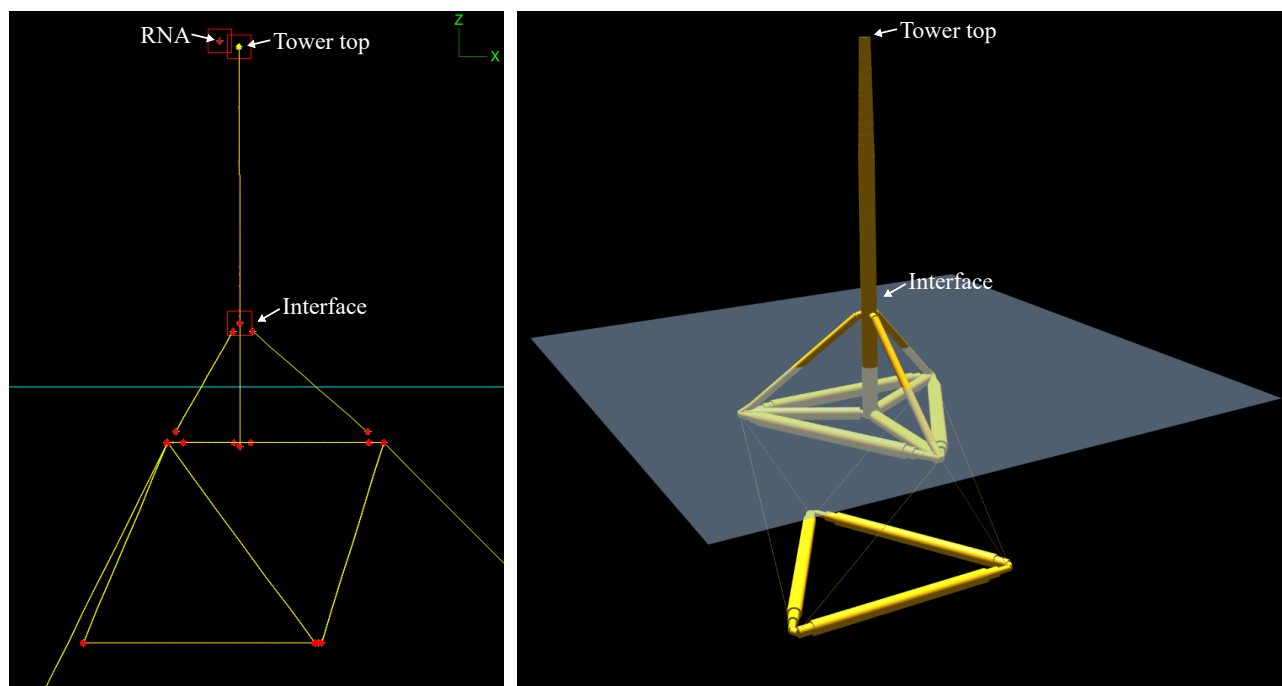 RNA
Tower top
Z
X
Interface
Tower top
Interface